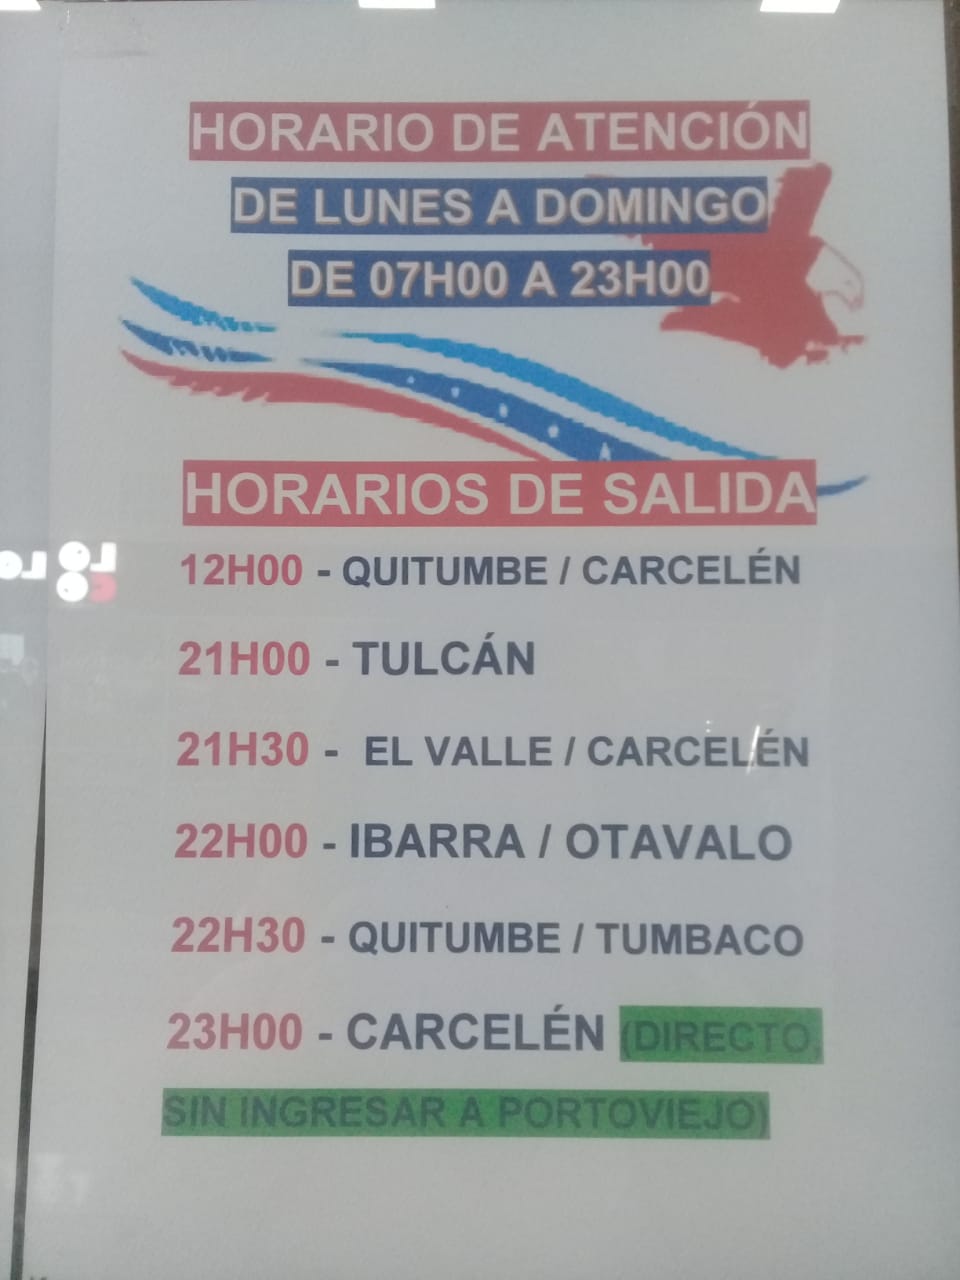 HORARIO DE ATENCIÓN
DE LUNES A DOMINGO
DE 07H00 A 23H00
HORARIOS DE SALIDA
12H00 - QUITUMBE / CARCELÉN
21H00 - TULCÁN
21H30 - EL VALLE / CARCELÉN
22H00 - IBARRA / OTAVALO
22H30 - QUITUMBE / TUMBACO
23H00 - CARCELÉN (DIRECTO,
SIN INGRESAR A PORTOVIEJO)